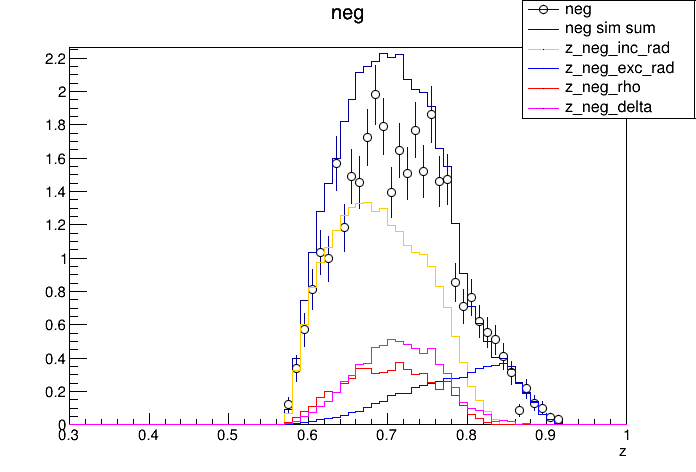 neg
neg
neg sim sum
z_neg_inc_rad
z_neg_exc_rad
z_neg_rho
z_neg_delta
2.2
2
1.8
1.6
1.4
1.2
1
0.8
0.6
0.4
0.2
0
0.3 0.4 0.5 0.6 0.7 0.8 0.9 1
z